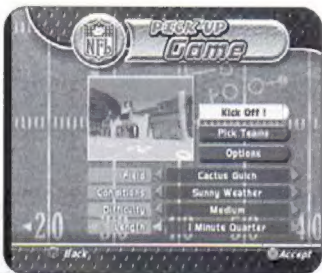 NFL
PICK-UP
Game
Kick Off !
Pick Teams
Options
Field Cactus Gulch
Conditions Sunny Weather
Difficulty Medium
Length 1 Minute Quarter
20 40
Back
Accept